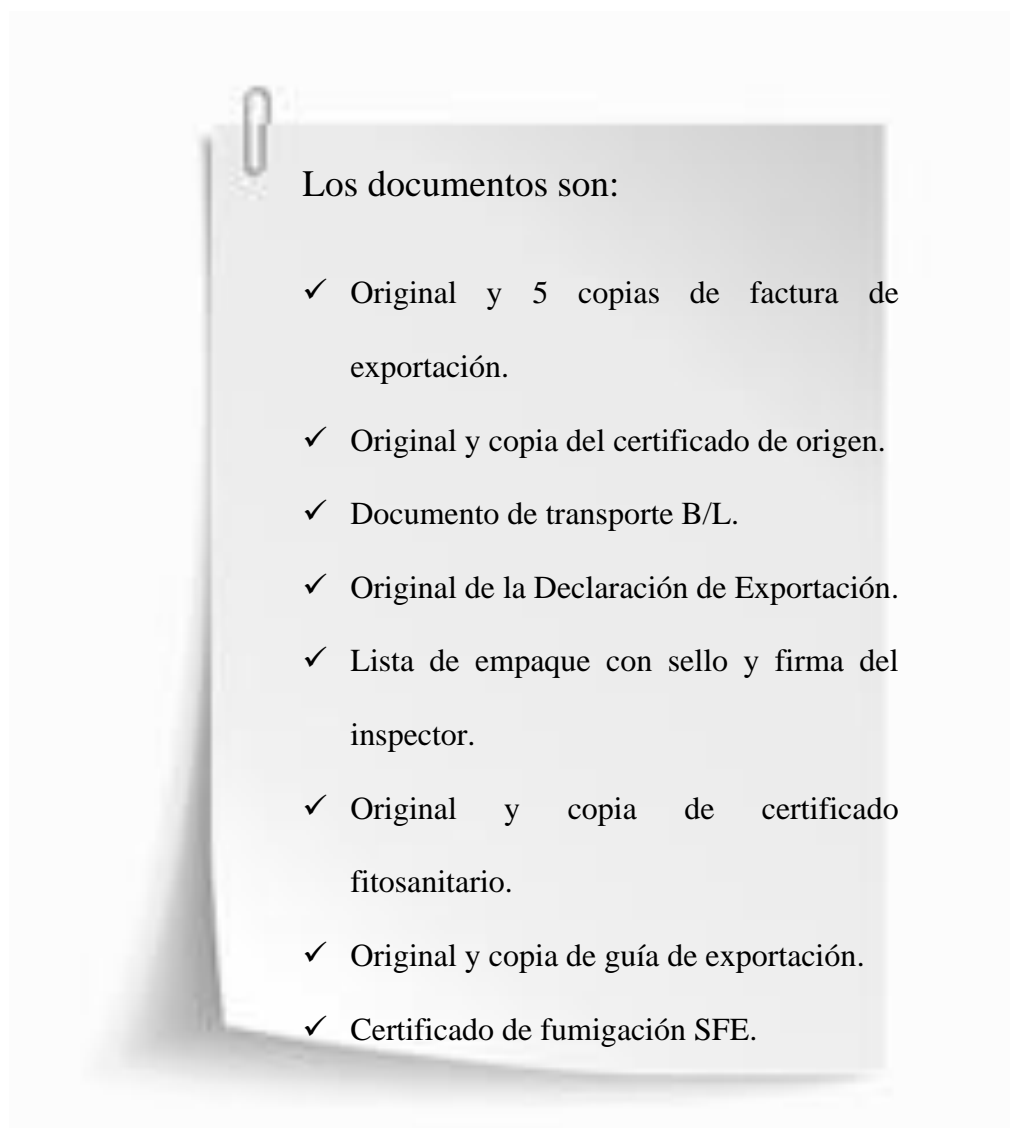 Los documentos son:
✓ Original y 5 copias de factura de
exportación.
✓ Original y copia del certificado de origen.
✓ Documento de transporte B/L.
✓ Original de la Declaración de Exportación.
✓ Lista de empaque con sello y firma del
inspector.
✓ Original y copia de certificado
fitosanitario.
✓ Original y copia de guía de exportación.
✓ Certificado de fumigación SFE.